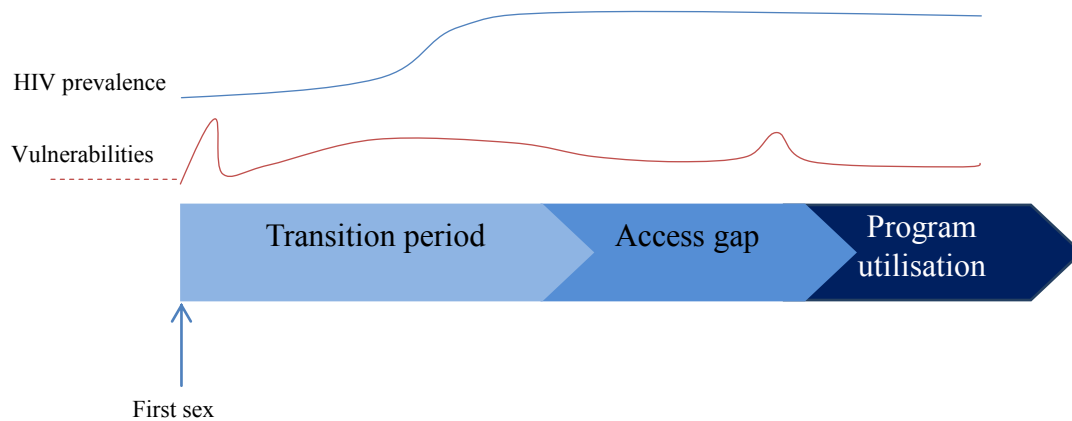 HIV prevalence
Vulnerabilities
Transition period
Access gap
Program
utilisation
First sex